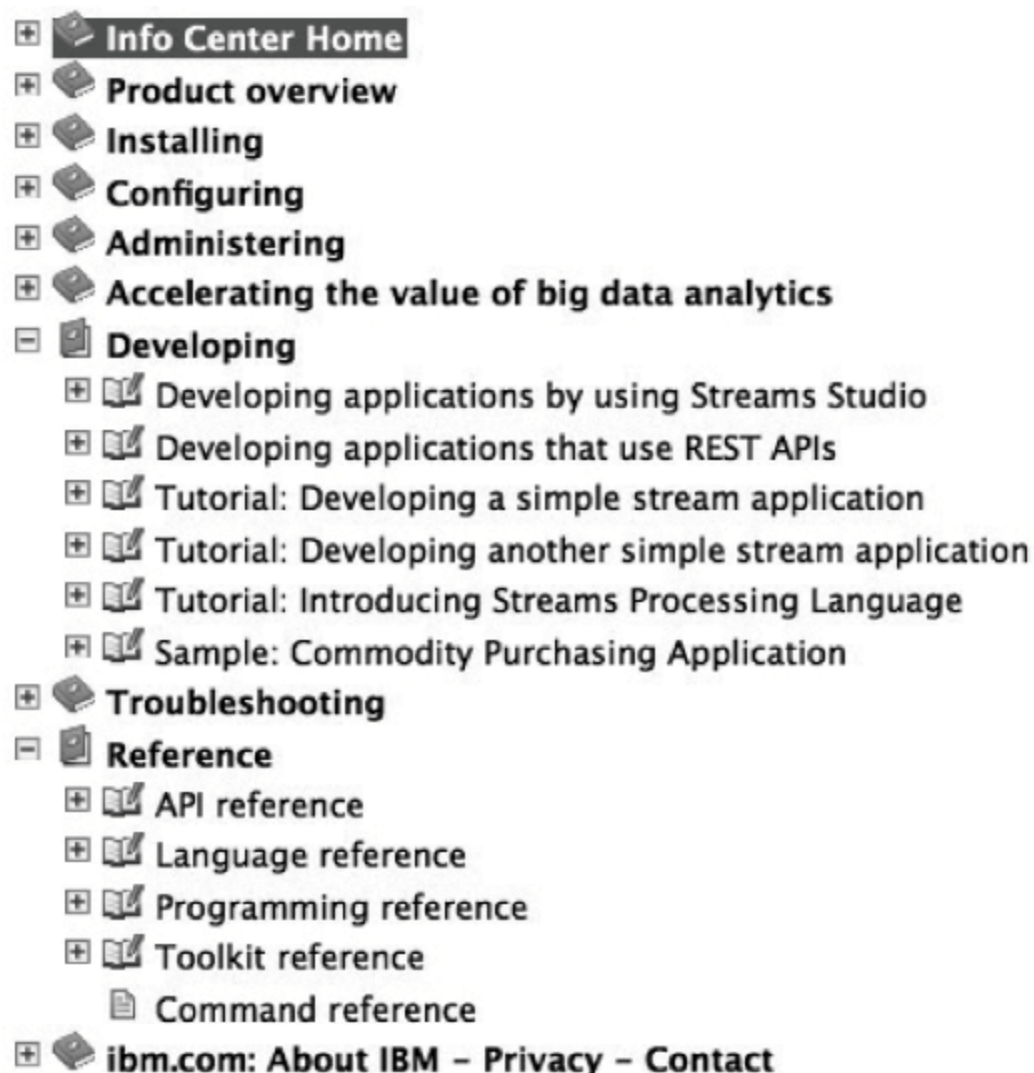 Info Center Home
Product overview
Installing
Configuring
Administering
Accelerating the value of big data analytics
Developing
Developing applications by using Streams Studio
Developing applications that use REST APIs
Tutorial: Developing a simple stream application
Tutorial: Developing another simple stream application
Tutorial: Introducing Streams Processing Language
Sample: Commodity Purchasing Application
Troubleshooting
Reference
API reference
Language reference
Programming reference
Toolkit reference
Command reference
ibm.com: About IBM – Privacy – Contact